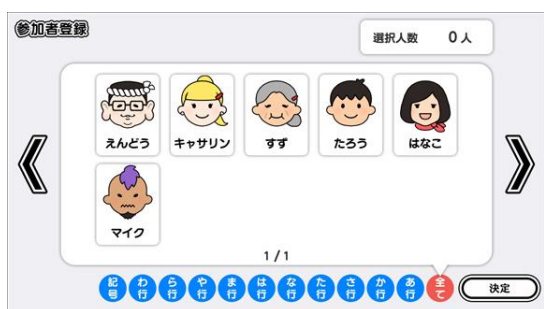 参加者登録
選択人数 0人
えんどう キャサリン すず たろう はなこ
マイク
1/1
記号 わ行 ら行 や行 ま行 は行 な行 た行 さ行 か行 あ行 全て 決定